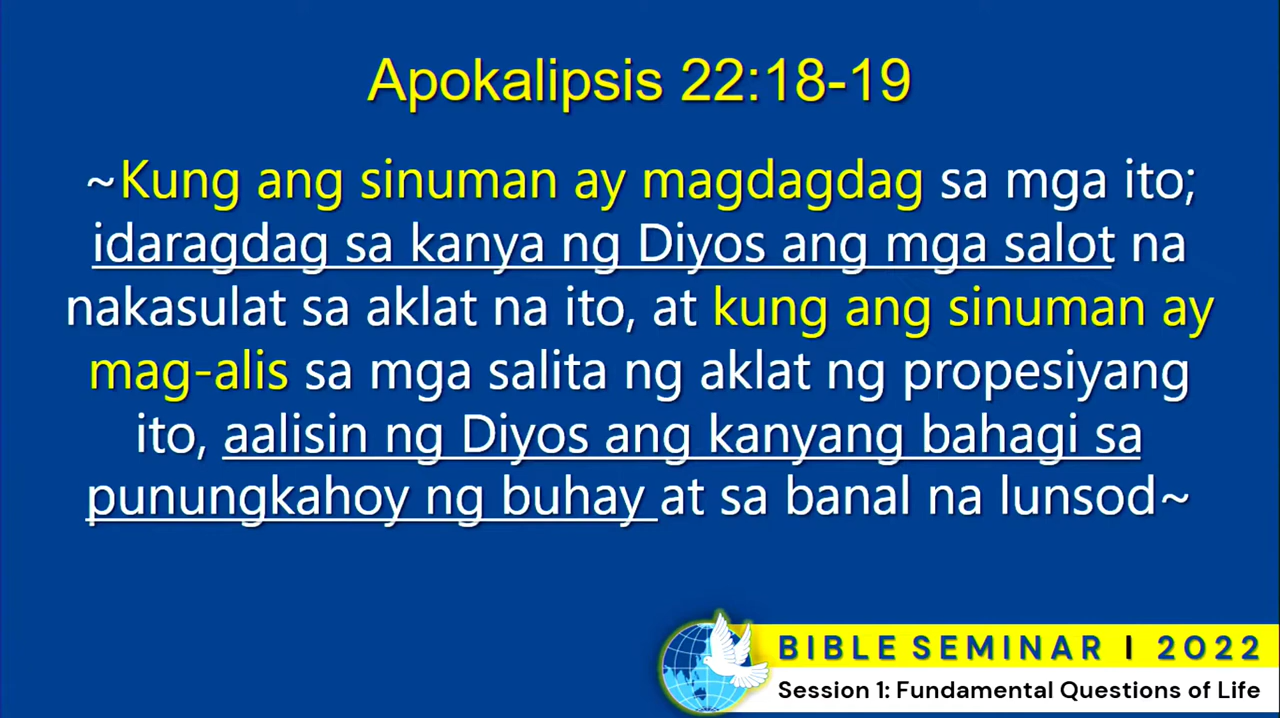 Apokalipsis 22:18-19
~Kung ang sinuman ay magdagdag sa mga ito;
idaragdag sa kanya ng Diyos ang mga salot na
nakasulat sa aklat na ito, at kung ang sinuman ay
mag-alis sa mga salita ng aklat ng propesiyang
ito, aalisin ng Diyos ang kanyang bahagi sa
punungkahoy ng buhay at sa banal na lunsod~
BIBLE SEMINAR | 2022
Session 1: Fundamental Questions of Life